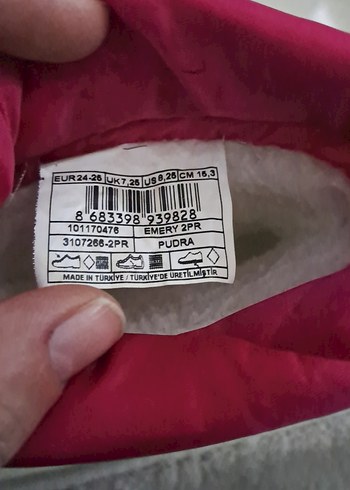 EUR 24-25 UK 7,25 US 8,25 CM 15,3
8 683398 939828
101170476 EMERY 2PR
3107266-2PR PUDRA
MADE IN TÜRKİYE / TÜRKİYE'DE ÜRETİLMİŞTİR